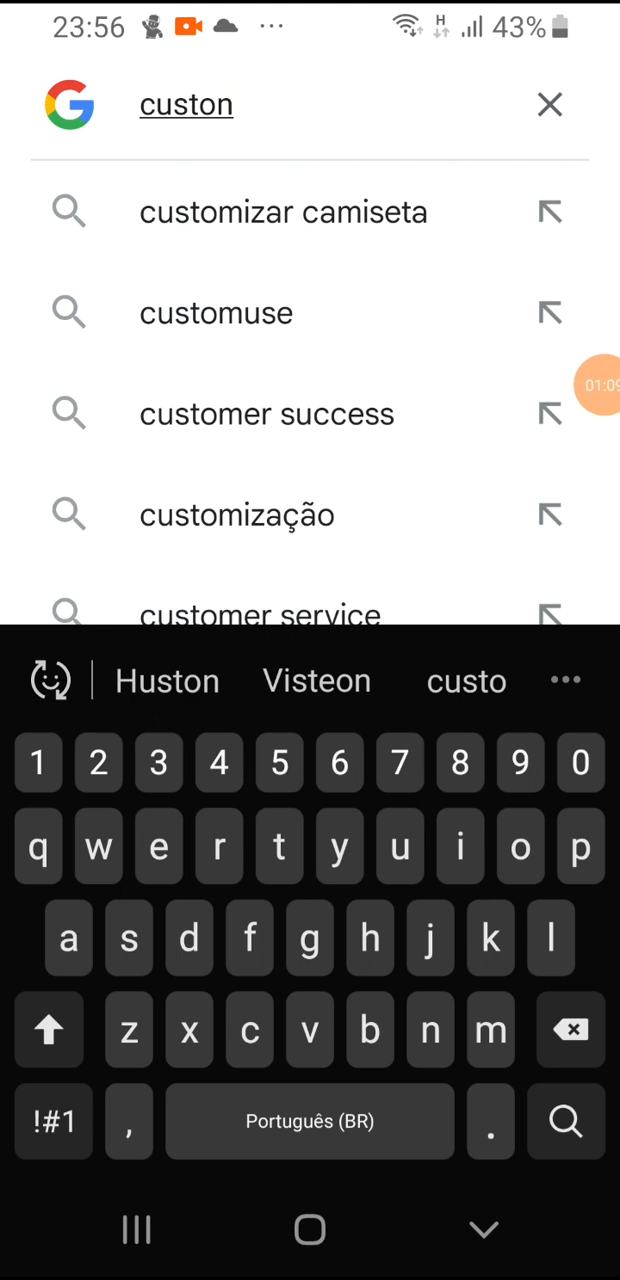 23:56 H 43%
custon
customizar camiseta
customuse
01:09
customer success
customização
customer service
Huston Visteon custo
1 2 3 4 5 6 7 8 9 0
q w e r t y u i o p
a s d f g h j k l
z x c v b n m
!#1 , Português (BR) .